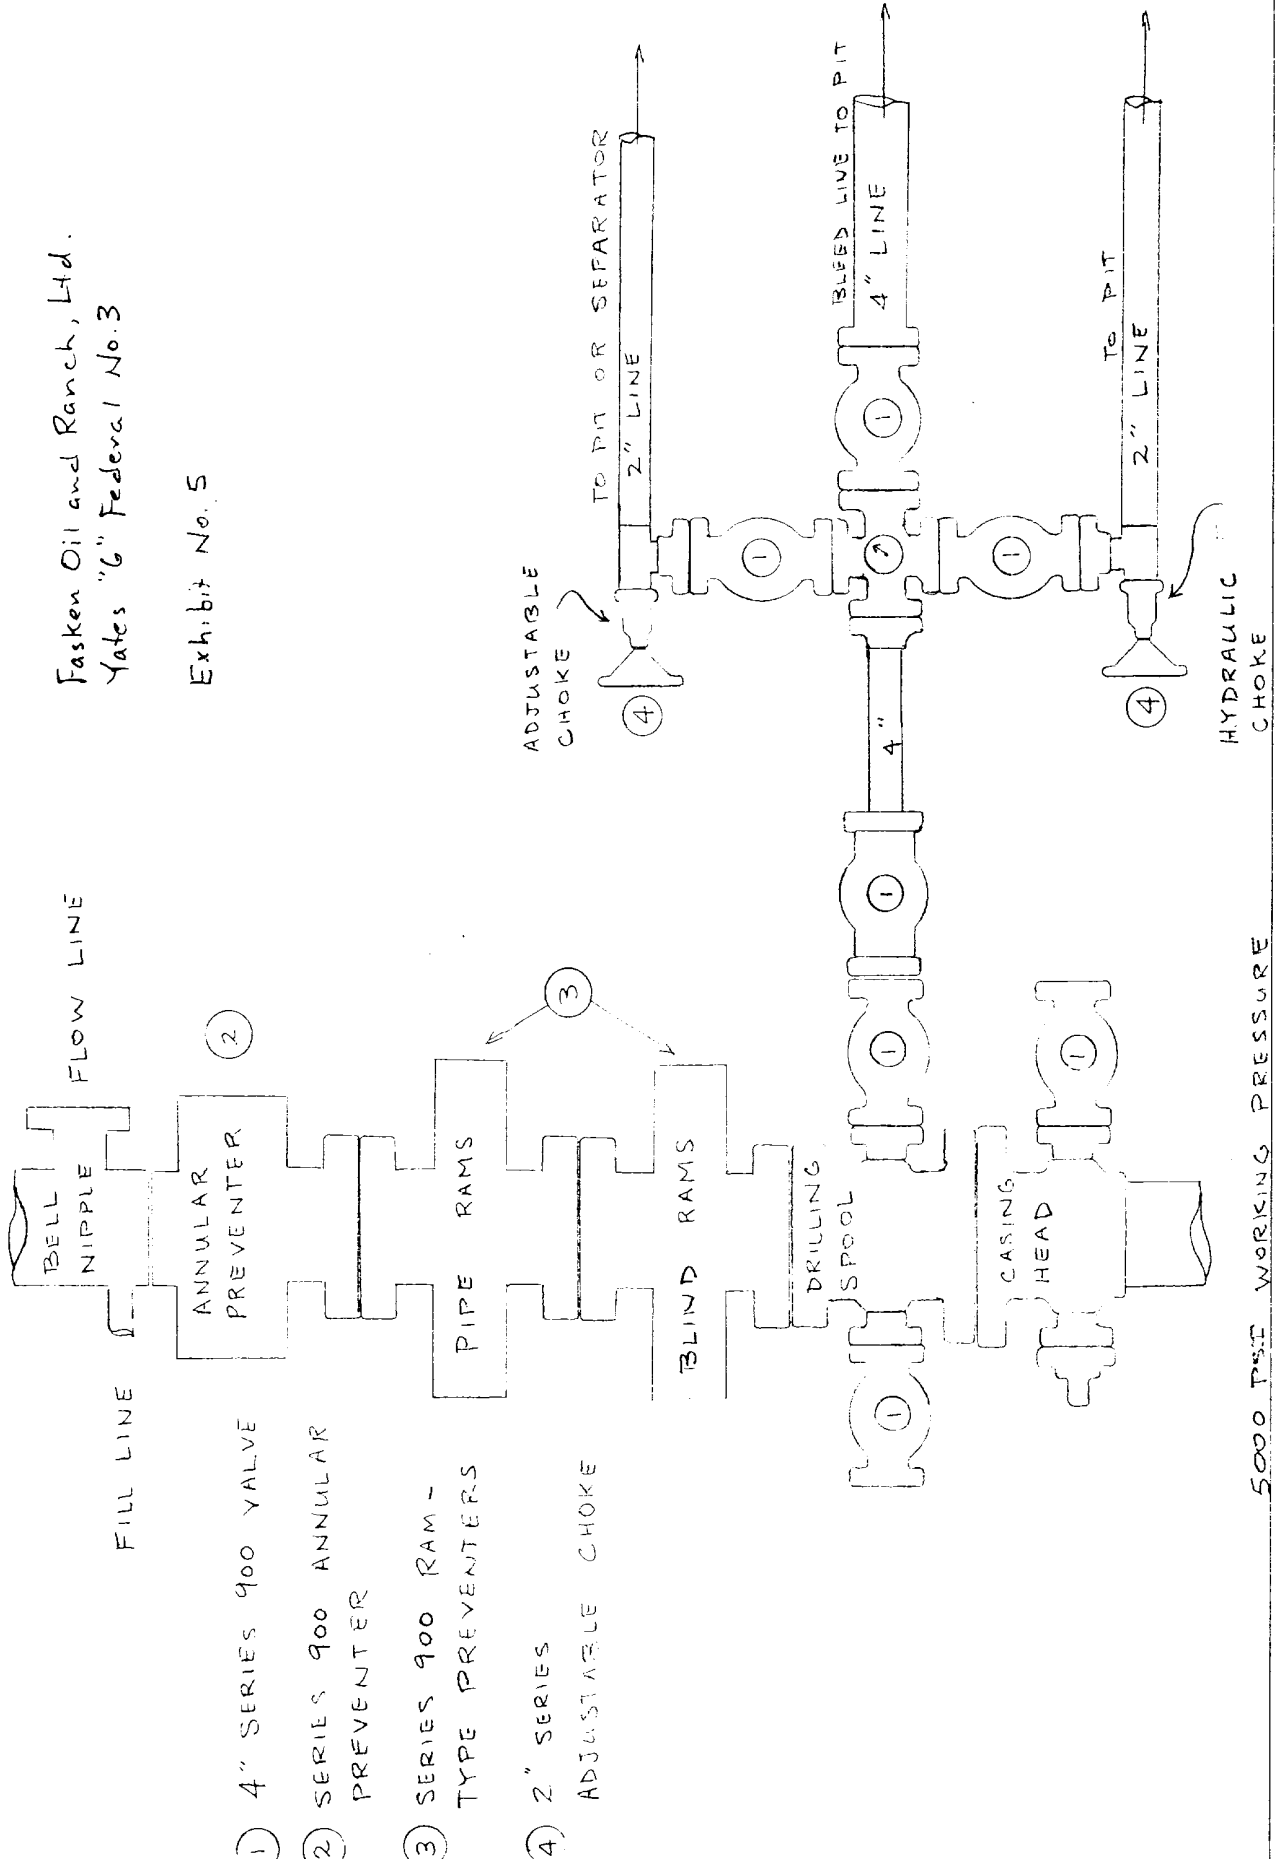 Fasken Oil and Ranch, Ltd.
Yates "6" Federal No. 3
Exhibit No. 5
FILL LINE
BELL
NIPPLE
FLOW LINE
ANNULAR
PREVENTER
2
PIPE RAMS
3
BLIND RAMS
DRILLING
SPOOL
CASING
HEAD
1
1
1
1
4"
ADJUSTABLE
CHOKE
4
TO PIT OR SEPARATOR
2" LINE
1
1
BLEED LINE TO PIT
4" LINE
1
TO PIT
2" LINE
4
HYDRAULIC
CHOKE
1 4" SERIES 900 VALVE
2 SERIES 900 ANNULAR
PREVENTER
3 SERIES 900 RAM-
TYPE PREVENTERS
4 2" SERIES
ADJUSTABLE CHOKE
5000 PSI WORKING PRESSURE